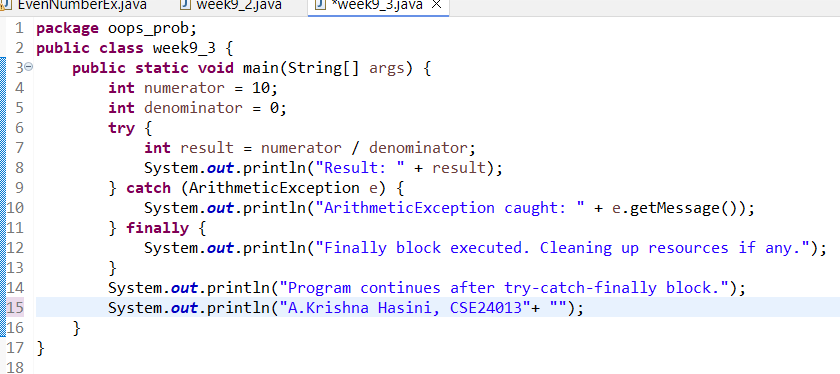 EvenNumberEx.java week9_2.java *week9_3.java
1 package oops_prob;
2 public class week9_3 {
3 public static void main(String[] args) {
4 int numerator = 10;
5 int denominator = 0;
6 try {
7 int result = numerator / denominator;
8 System.out.println("Result: " + result);
9 } catch (ArithmeticException e) {
10 System.out.println("ArithmeticException caught: " + e.getMessage());
11 } finally {
12 System.out.println("Finally block executed. Cleaning up resources if any.");
13 }
14 System.out.println("Program continues after try-catch-finally block.");
15 System.out.println("A.Krishna Hasini, CSE24013"+ "");
16 }
17 }
18